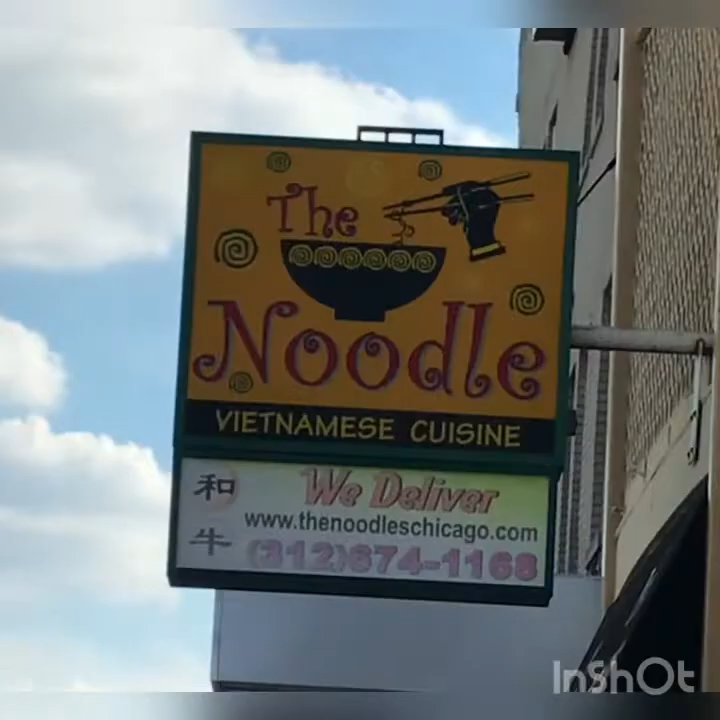 The
Noodle
VIETNAMESE CUISINE
和 We Deliver
www.thenoodleschicago.com
牛 (312)674-1168
InShOt